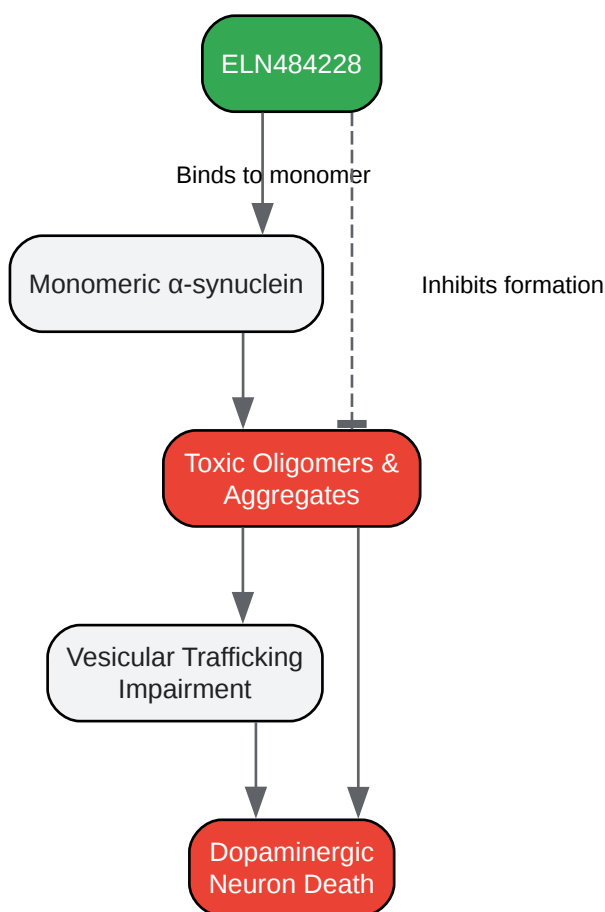 ELN484228
Binds to monomer
Monomeric α-synuclein
Inhibits formation
Toxic Oligomers &
Aggregates
Vesicular Trafficking
Impairment
Dopaminergic
Neuron Death